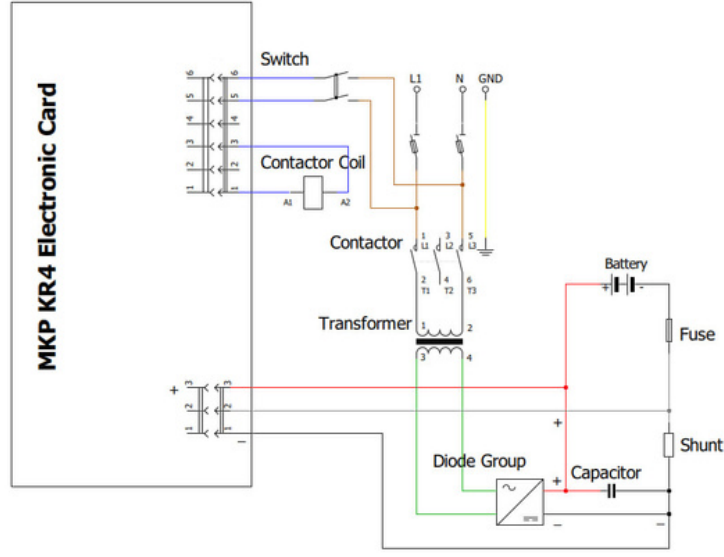 MKP KR4 Electronic Card
Switch
L1 N GND
6 6
5 5
4 4
3 3
2 2
1 1
Contactor Coil
A1 A2
Contactor
1 3 5
L1 L2 L3
2 4 6
T1 T2 T3
Transformer
1 2
3 4
Battery
+ -
Fuse
+
3 3
2 2
1 1
−
+
Shunt
Diode Group
Capacitor
+
− −